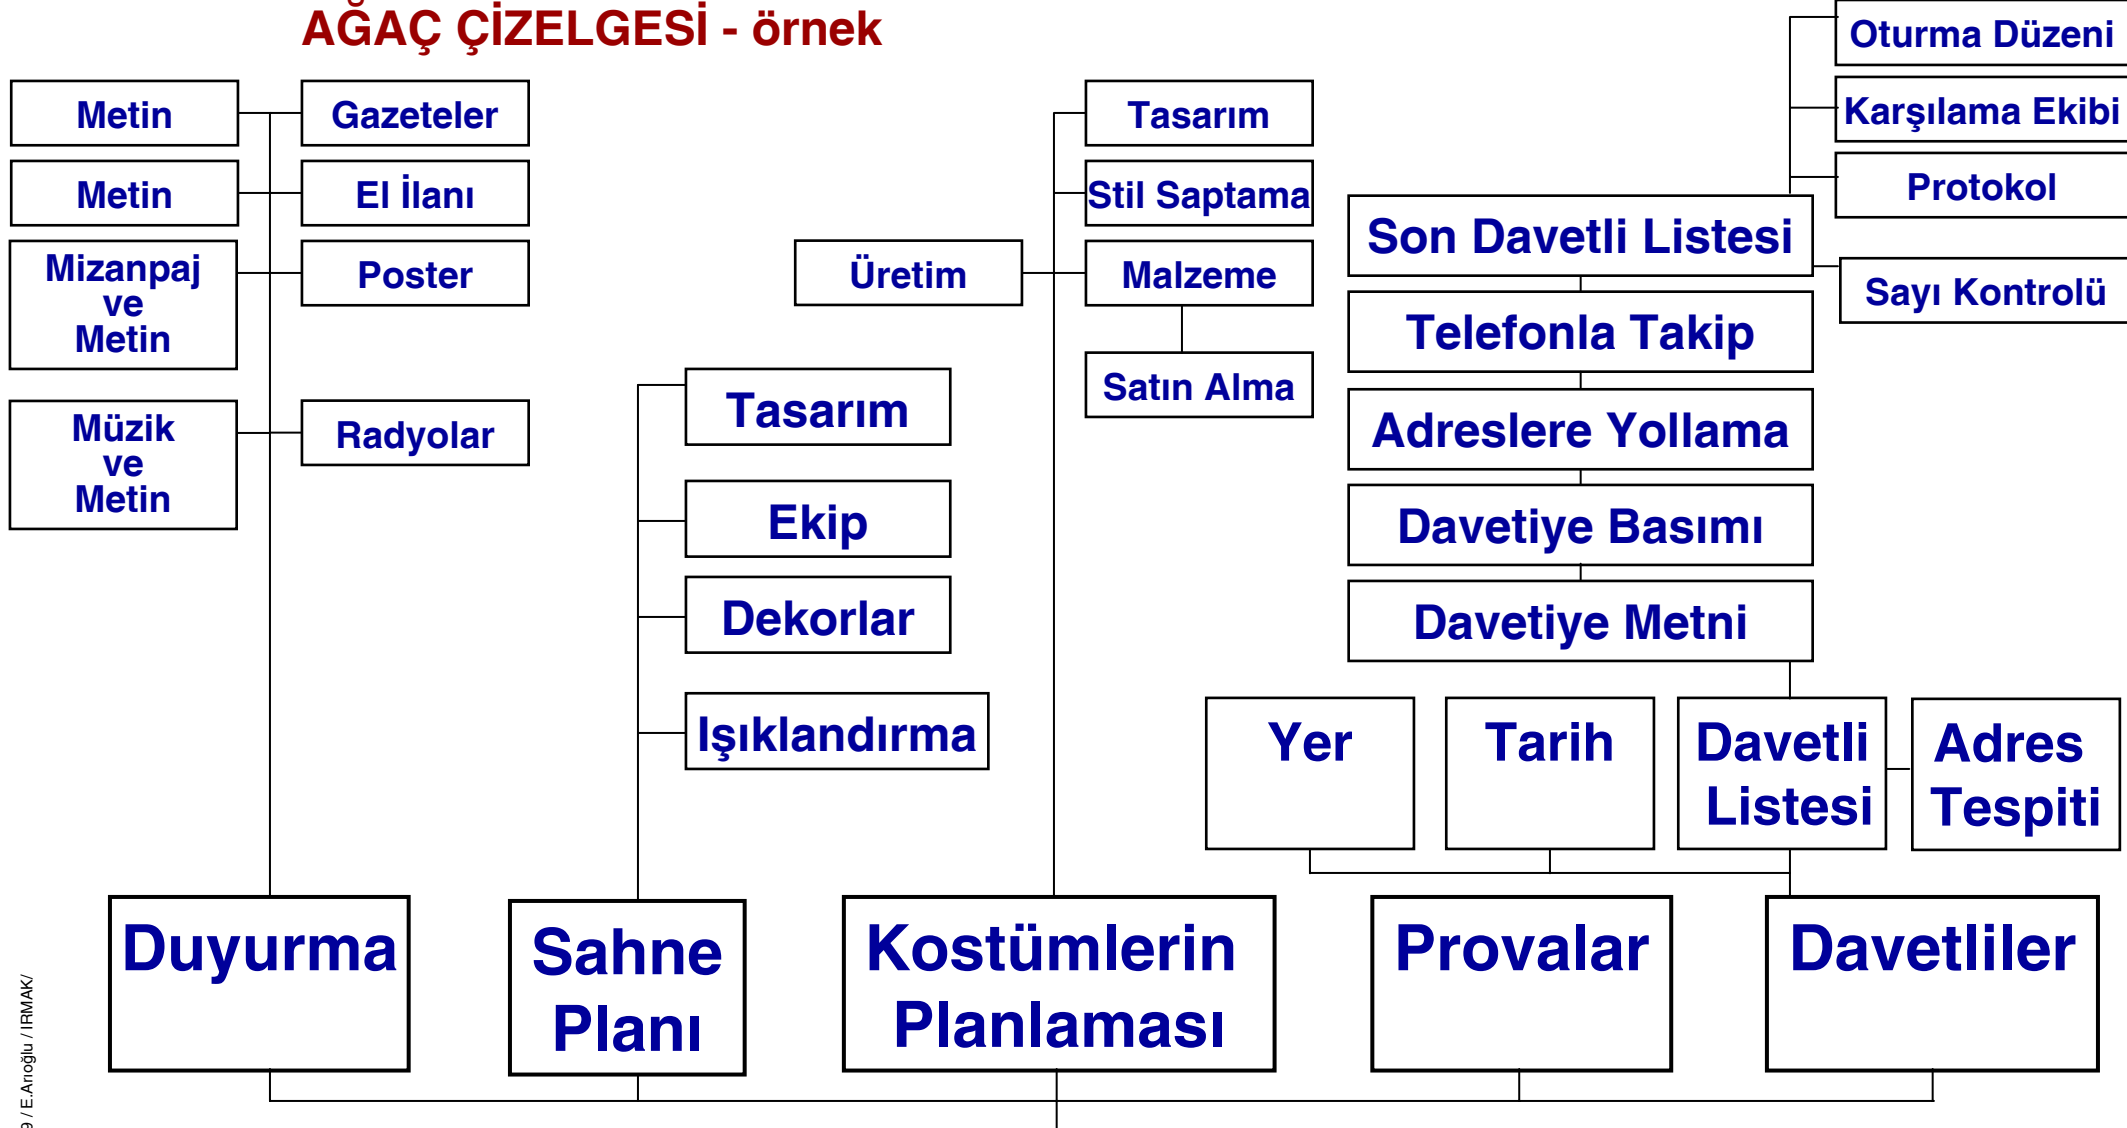 AĞAÇ ÇİZELGESİ - örnek
Oturma Düzeni
Karşılama Ekibi
Protokol
Sayı Kontrolü
Metin
Gazeteler
Metin
El İlanı
Mizanpaj
ve
Metin
Poster
Müzik
ve
Metin
Radyolar
Tasarım
Stil Saptama
Üretim
Malzeme
Satın Alma
Tasarım
Ekip
Dekorlar
Işıklandırma
Son Davetli Listesi
Telefonla Takip
Adreslere Yollama
Davetiye Basımı
Davetiye Metni
Yer
Tarih
Davetli
Listesi
Adres
Tespiti
Duyurma
Sahne
Planı
Kostümlerin
Planlaması
Provalar
Davetliler
9 / E.Arıoğlu / IRMAK/